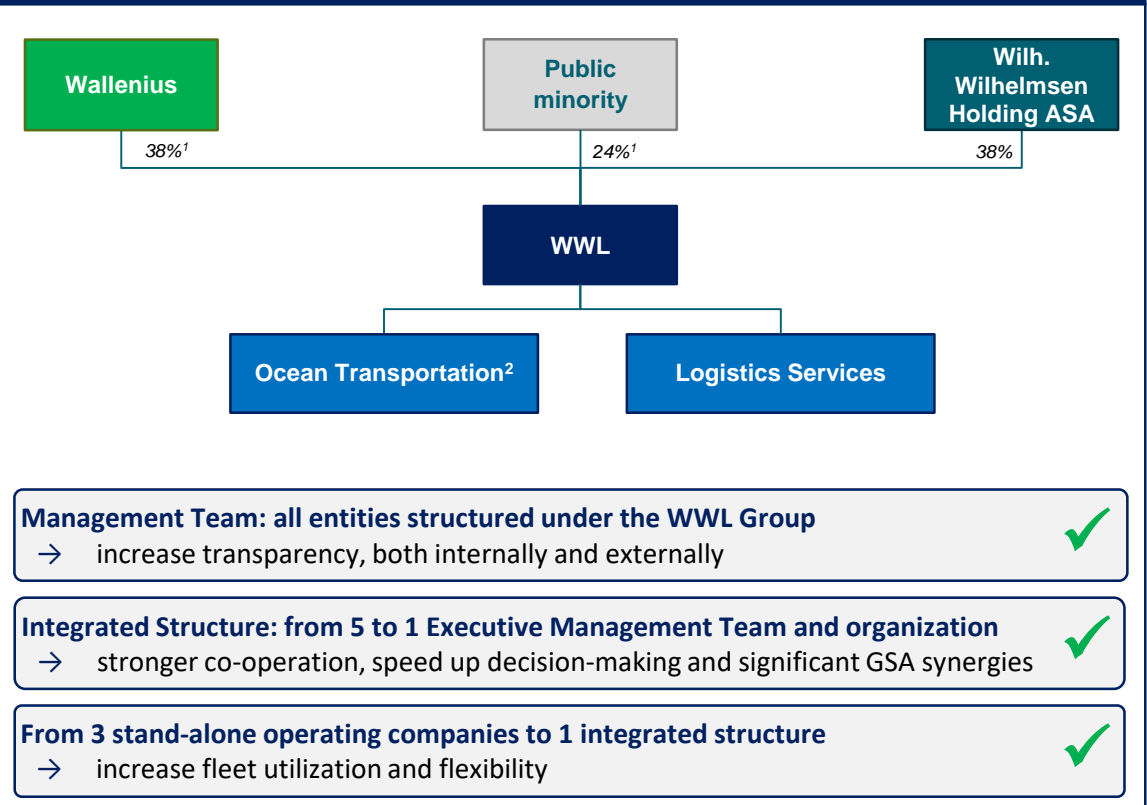 Wallenius
Public
minority
Wilh.
Wilhelmsen
Holding ASA
38%¹
24%¹
38%
WWL
Ocean Transportation²
Logistics Services
Management Team: all entities structured under the WWL Group
→ increase transparency, both internally and externally
Integrated Structure: from 5 to 1 Executive Management Team and organization
→ stronger co-operation, speed up decision-making and significant GSA synergies
From 3 stand-alone operating companies to 1 integrated structure
→ increase fleet utilization and flexibility